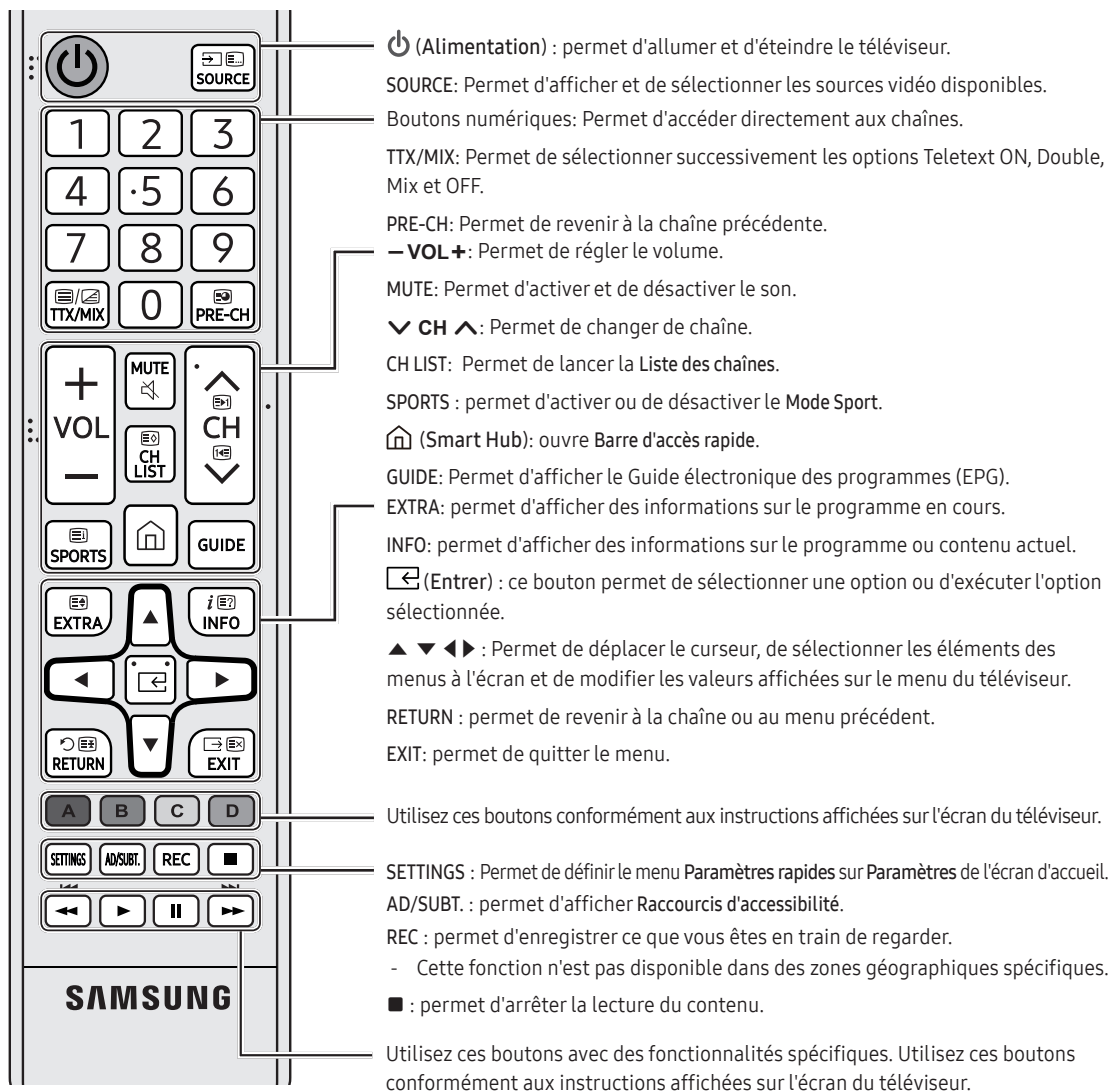 SOURCE
1 2 3
4 ·5 6
7 8 9
TTX/MIX 0 PRE-CH
+ MUTE
VOL CH
CH
LIST
−
SPORTS GUIDE
EXTRA i INFO
RETURN EXIT
A B C D
SETTINGS AD/SUBT. REC
SAMSUNG
(Alimentation) : permet d'allumer et d'éteindre le téléviseur.
SOURCE: Permet d'afficher et de sélectionner les sources vidéo disponibles.
Boutons numériques: Permet d'accéder directement aux chaînes.
TTX/MIX: Permet de sélectionner successivement les options Teletext ON, Double,
Mix et OFF.
PRE-CH: Permet de revenir à la chaîne précédente.
– VOL +: Permet de régler le volume.
MUTE: Permet d'activer et de désactiver le son.
CH : Permet de changer de chaîne.
CH LIST: Permet de lancer la Liste des chaînes.
SPORTS : permet d'activer ou de désactiver le Mode Sport.
(Smart Hub): ouvre Barre d'accès rapide.
GUIDE: Permet d'afficher le Guide électronique des programmes (EPG).
EXTRA: permet d'afficher des informations sur le programme en cours.
INFO: permet d'afficher des informations sur le programme ou contenu actuel.
(Entrer) : ce bouton permet de sélectionner une option ou d'exécuter l'option
sélectionnée.
▲ ▼ ◀ ▶ : Permet de déplacer le curseur, de sélectionner les éléments des
menus à l'écran et de modifier les valeurs affichées sur le menu du téléviseur.
RETURN : permet de revenir à la chaîne ou au menu précédent.
EXIT: permet de quitter le menu.
Utilisez ces boutons conformément aux instructions affichées sur l'écran du téléviseur.
SETTINGS : Permet de définir le menu Paramètres rapides sur Paramètres de l'écran d'accueil.
AD/SUBT. : permet d'afficher Raccourcis d'accessibilité.
REC : permet d'enregistrer ce que vous êtes en train de regarder.
- Cette fonction n'est pas disponible dans des zones géographiques spécifiques.
■ : permet d'arrêter la lecture du contenu.
Utilisez ces boutons avec des fonctionnalités spécifiques. Utilisez ces boutons
conformément aux instructions affichées sur l'écran du téléviseur.